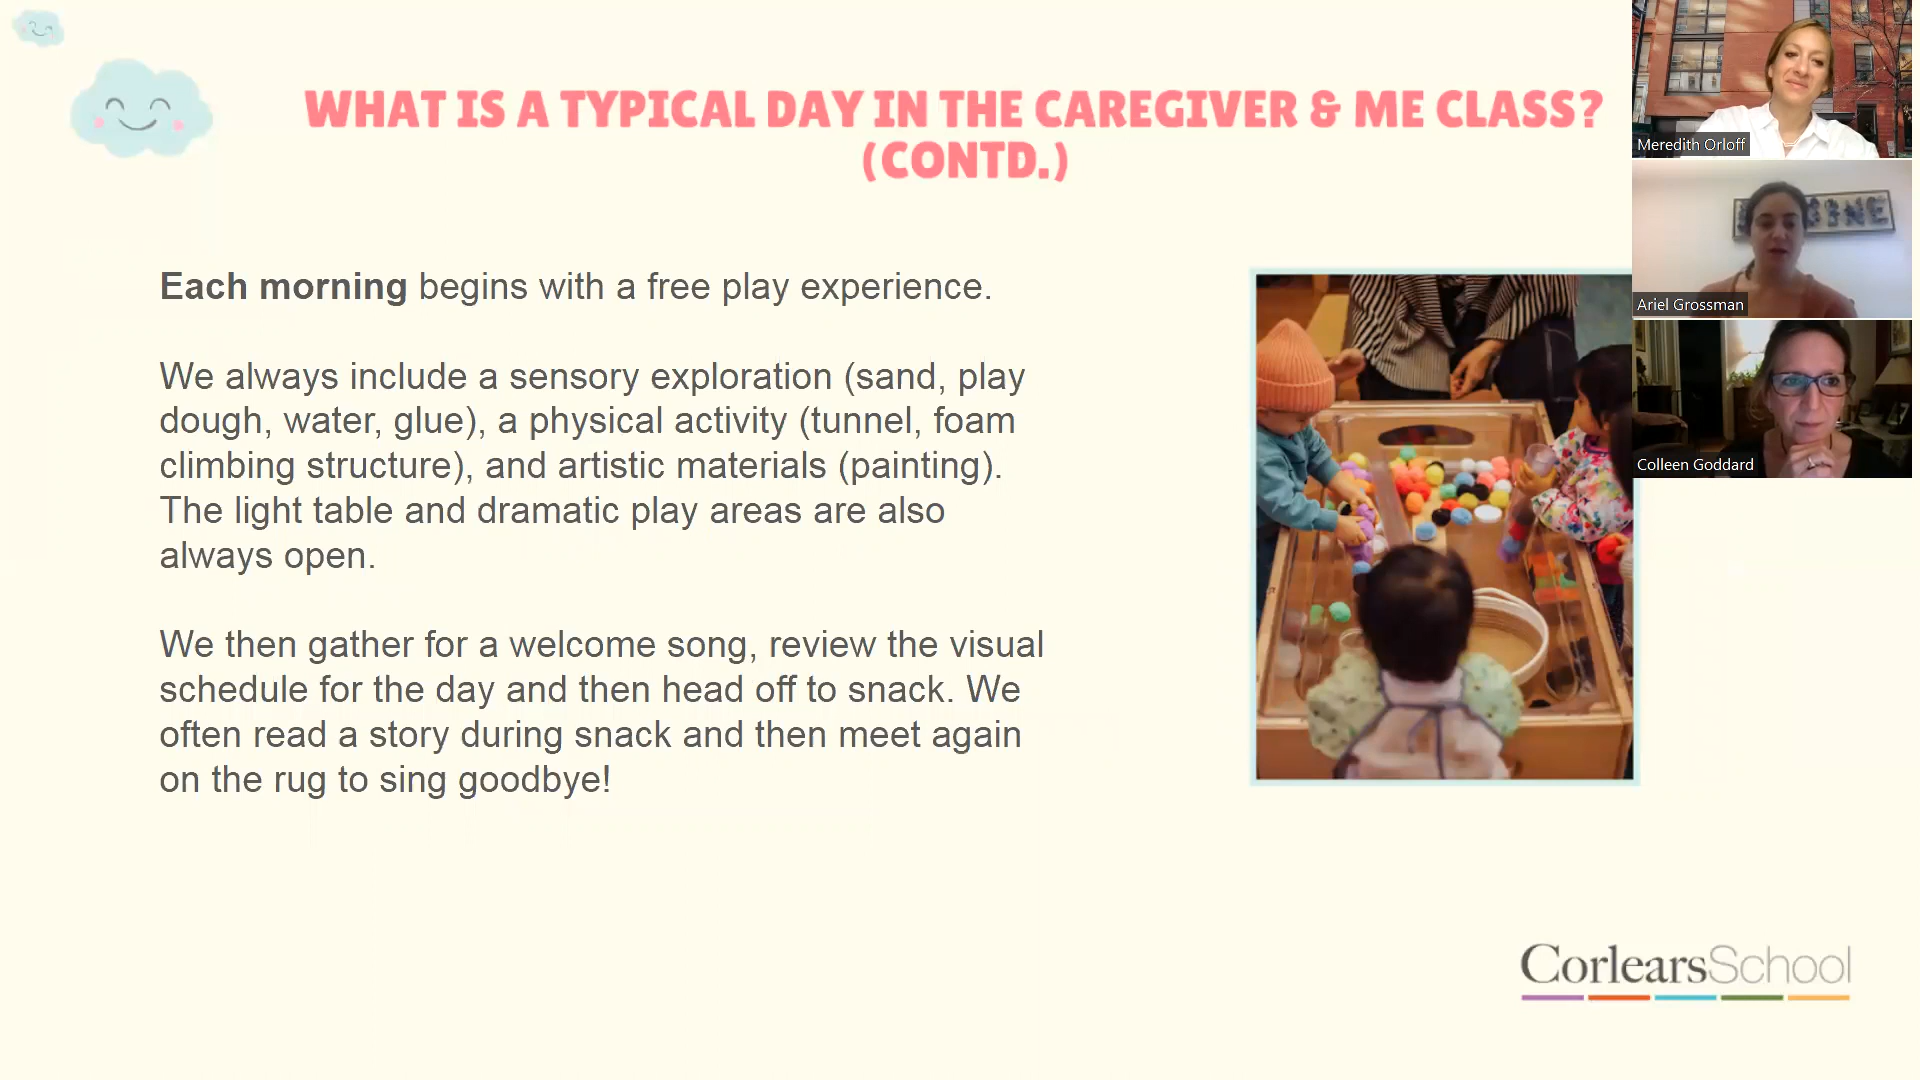 WHAT IS A TYPICAL DAY IN THE CAREGIVER & ME CLASS?
(CONTD.)
Each morning begins with a free play experience.
We always include a sensory exploration (sand, play
dough, water, glue), a physical activity (tunnel, foam
climbing structure), and artistic materials (painting).
The light table and dramatic play areas are also
always open.
We then gather for a welcome song, review the visual
schedule for the day and then head off to snack. We
often read a story during snack and then meet again
on the rug to sing goodbye!
Meredith Orloff
Ariel Grossman
Colleen Goddard
CorlearsSchool